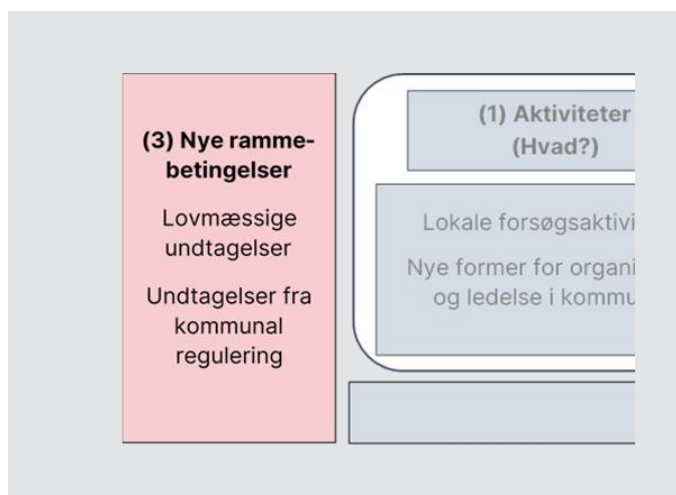 (3) Nye ramme-
betingelser
Lovmæssige
undtagelser
Undtagelser fra
kommunal
regulering
(1) Aktiviteter
(Hvad?)
Lokale forsøgsaktivi
Nye former for organi
og ledelse i kommu